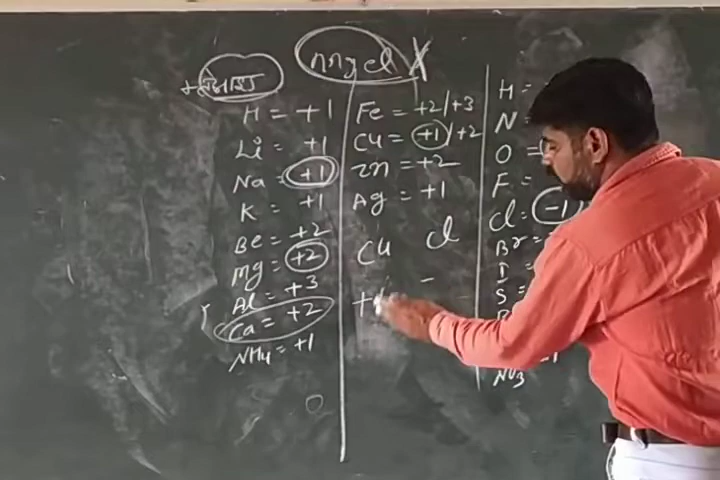 H = +1
Li = +1
Na = +1
K = +1
Be = +2
Mg = +2
Al = +3
Ca = +2
NH4 = +1
Fe = +2/+3
Cu = +1/+2
Zn = +2
Ag = +1
Cu Cl
H =
N =
O =
F =
Cl = -1
Br =
I =
S =
NO3